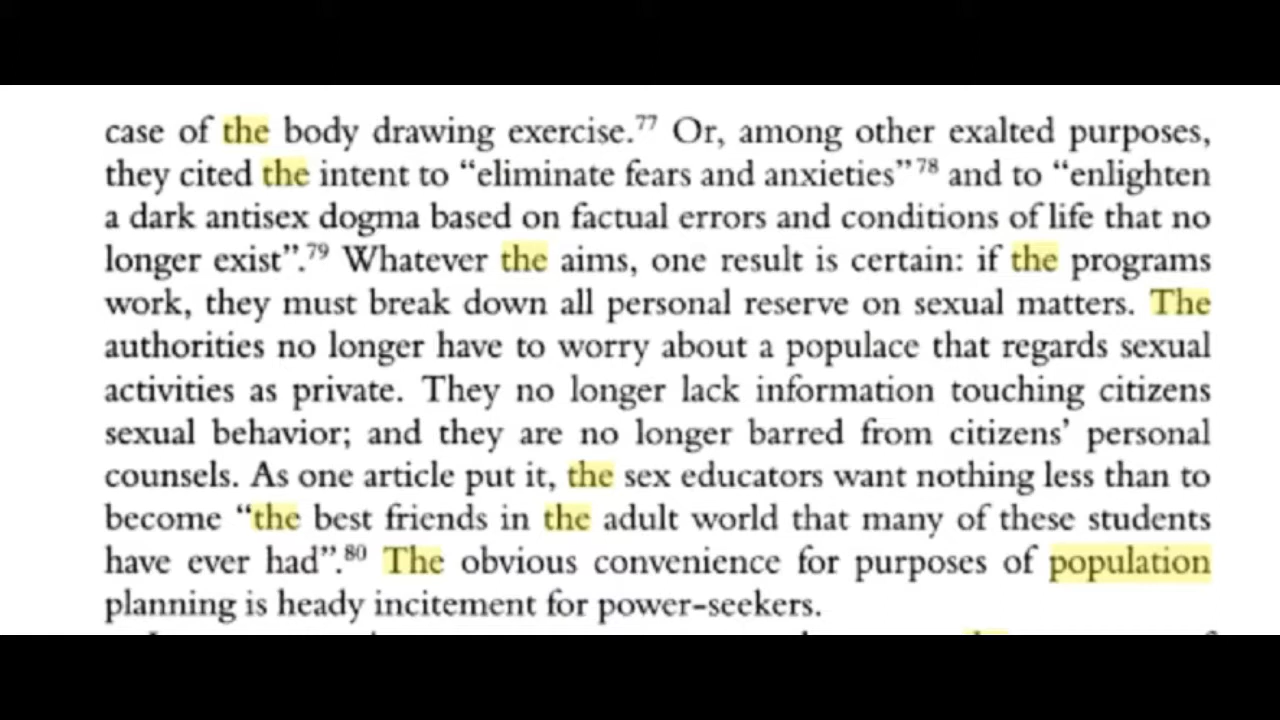 case of the body drawing exercise.⁷⁷ Or, among other exalted purposes,
they cited the intent to “eliminate fears and anxieties”⁷⁸ and to “enlighten
a dark antisex dogma based on factual errors and conditions of life that no
longer exist”.⁷⁹ Whatever the aims, one result is certain: if the programs
work, they must break down all personal reserve on sexual matters. The
authorities no longer have to worry about a populace that regards sexual
activities as private. They no longer lack information touching citizens
sexual behavior; and they are no longer barred from citizens’ personal
counsels. As one article put it, the sex educators want nothing less than to
become “the best friends in the adult world that many of these students
have ever had”.⁸⁰ The obvious convenience for purposes of population
planning is heady incitement for power-seekers.